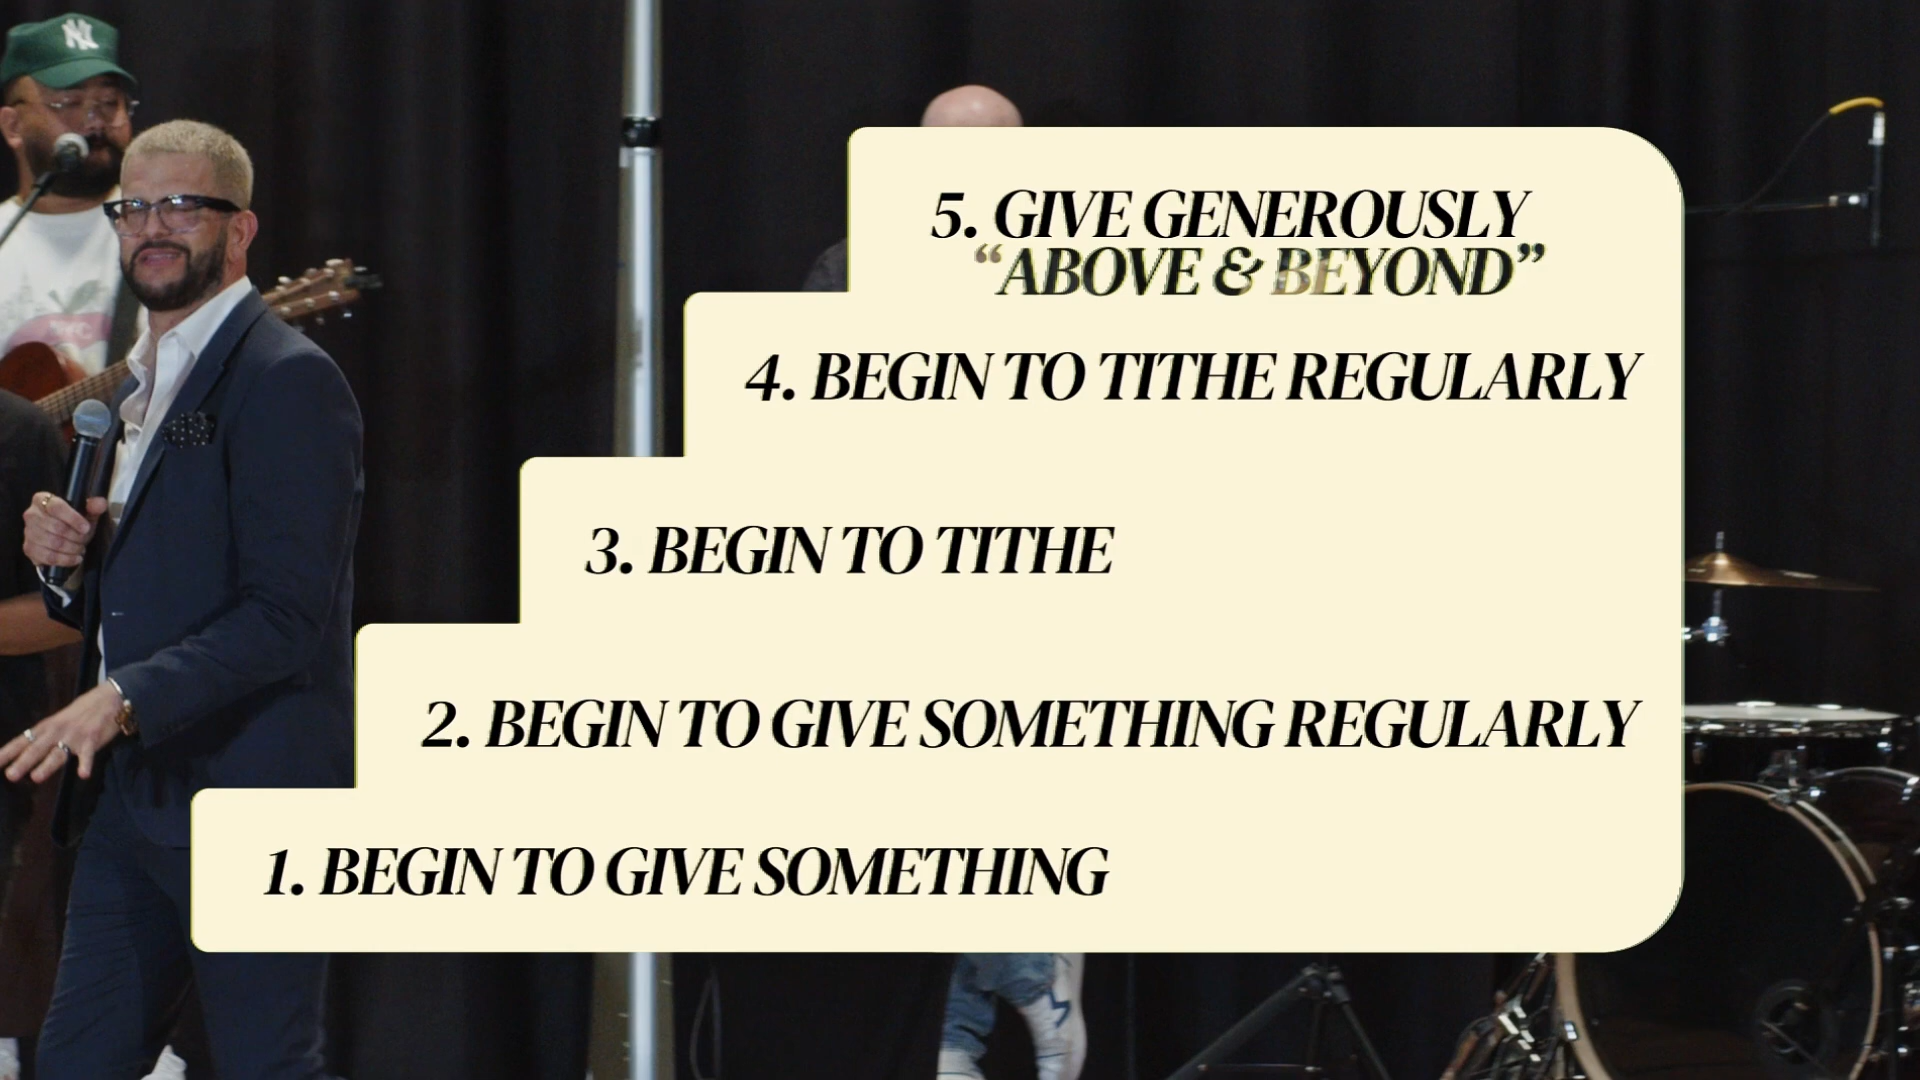 NY
5. GIVE GENEROUSLY
“ABOVE & BEYOND”
4. BEGIN TO TITHE REGULARLY
3. BEGIN TO TITHE
2. BEGIN TO GIVE SOMETHING REGULARLY
1. BEGIN TO GIVE SOMETHING